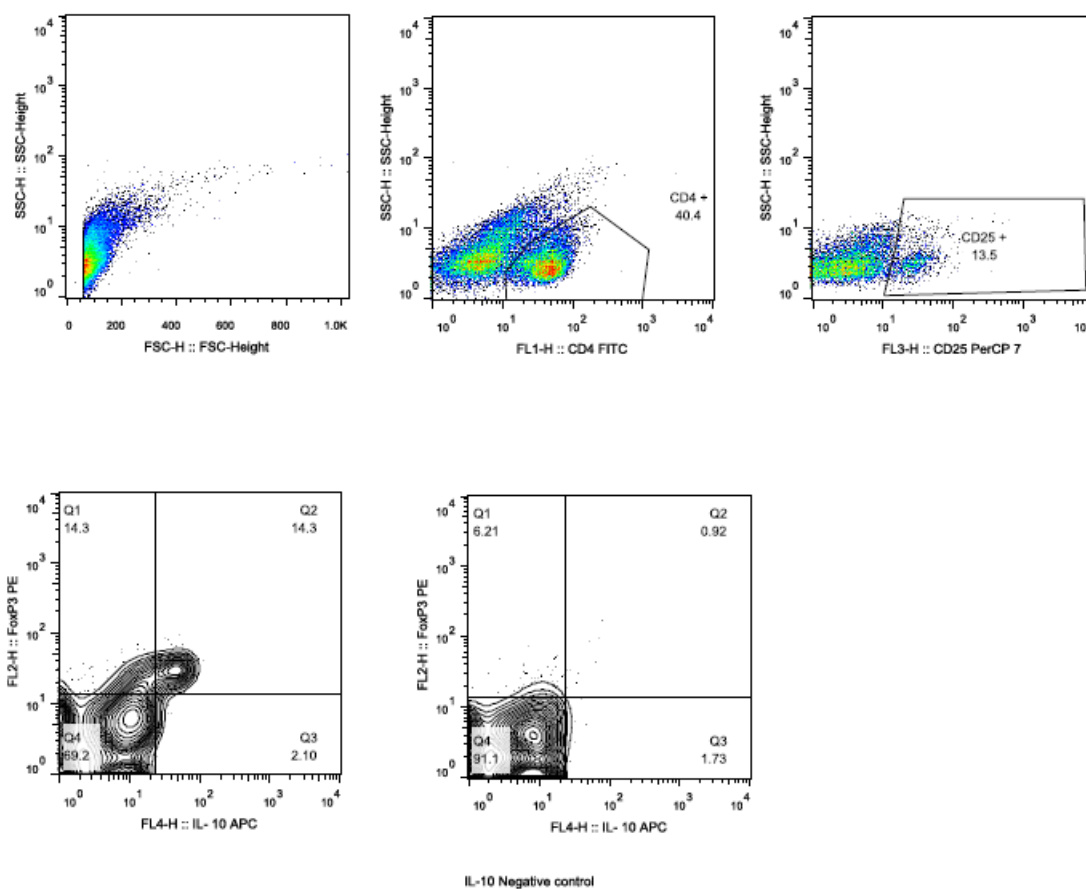 SSC-H :: SSC-Height
10^4
10^3
10^2
10^1
10^0
0 200 400 600 800 1.0K
FSC-H :: FSC-Height
SSC-H :: SSC-Height
10^4
10^3
10^2
10^1
10^0
CD4 +
40.4
10^0 10^1 10^2 10^3 10^4
FL1-H :: CD4 FITC
SSC-H :: SSC-Height
10^4
10^3
10^2
10^1
10^0
CD25 +
13.5
10^0 10^1 10^2 10^3 10^4
FL3-H :: CD25 PerCP 7
FL2-H :: FoxP3 PE
10^4
10^3
10^2
10^1
10^0
Q1
14.3
Q2
14.3
Q4
69.2
Q3
2.10
10^0 10^1 10^2 10^3 10^4
FL4-H :: IL- 10 APC
FL2-H :: FoxP3 PE
10^4
10^3
10^2
10^1
10^0
Q1
6.21
Q2
0.92
Q4
91.1
Q3
1.73
10^0 10^1 10^2 10^3 10^4
FL4-H :: IL- 10 APC
IL-10 Negative control